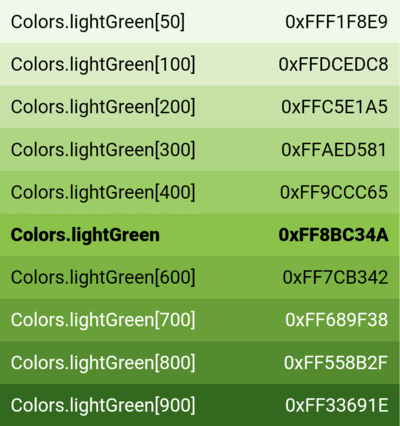 Colors.lightGreen[50] 0xFFF1F8E9
Colors.lightGreen[100] 0xFFDCEDC8
Colors.lightGreen[200] 0xFFC5E1A5
Colors.lightGreen[300] 0xFFAED581
Colors.lightGreen[400] 0xFF9CCC65
Colors.lightGreen 0xFF8BC34A
Colors.lightGreen[600] 0xFF7CB342
Colors.lightGreen[700] 0xFF689F38
Colors.lightGreen[800] 0xFF558B2F
Colors.lightGreen[900] 0xFF33691E